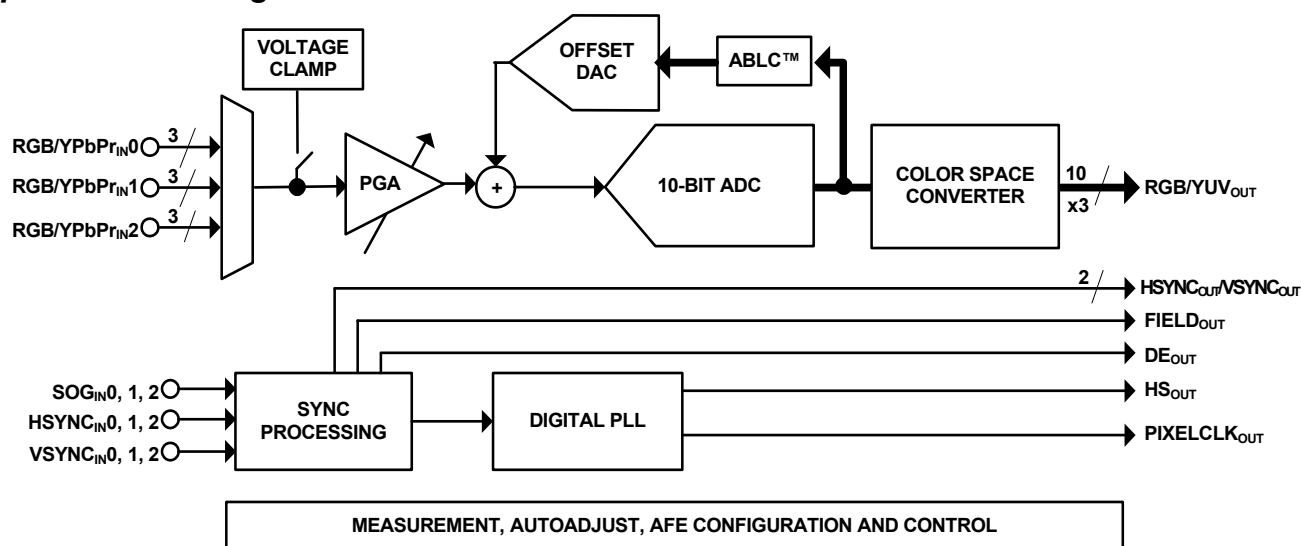 VOLTAGE
CLAMP
OFFSET
DAC
ABLC™
RGB/YPbPrIN0
3
RGB/YPbPrIN1
3
RGB/YPbPrIN2
3
PGA
+
10-BIT ADC
COLOR SPACE
CONVERTER
10
x3
RGB/YUVOUT
2
HSYNCOUT/VSYNCOUT
FIELDOUT
DEOUT
HSOUT
PIXELCLKOUT
SOGIN0, 1, 2
HSYNCIN0, 1, 2
VSYNCIN0, 1, 2
SYNC
PROCESSING
DIGITAL PLL
MEASUREMENT, AUTOADJUST, AFE CONFIGURATION AND CONTROL